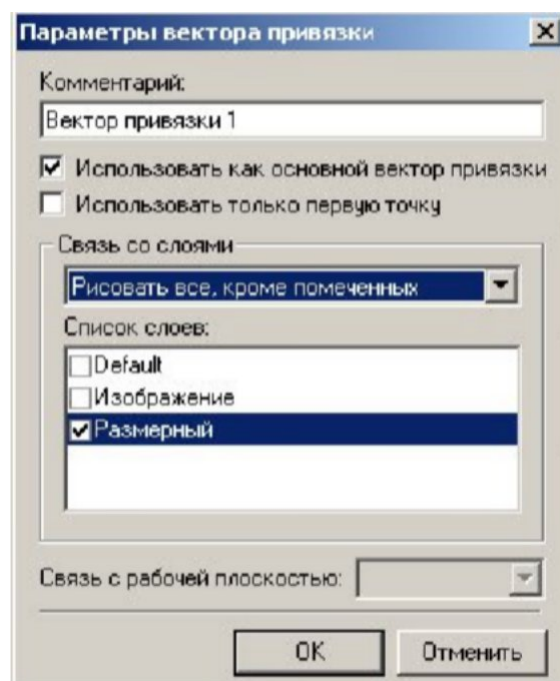 Параметры вектора привязки
Комментарий:
Вектор привязки 1
Использовать как основной вектор привязки
Использовать только первую точку
Связь со слоями
Рисовать все, кроме помеченных
Список слоев:
Default
Изображение
Размерный
Связь с рабочей плоскостью:
OK
Отменить